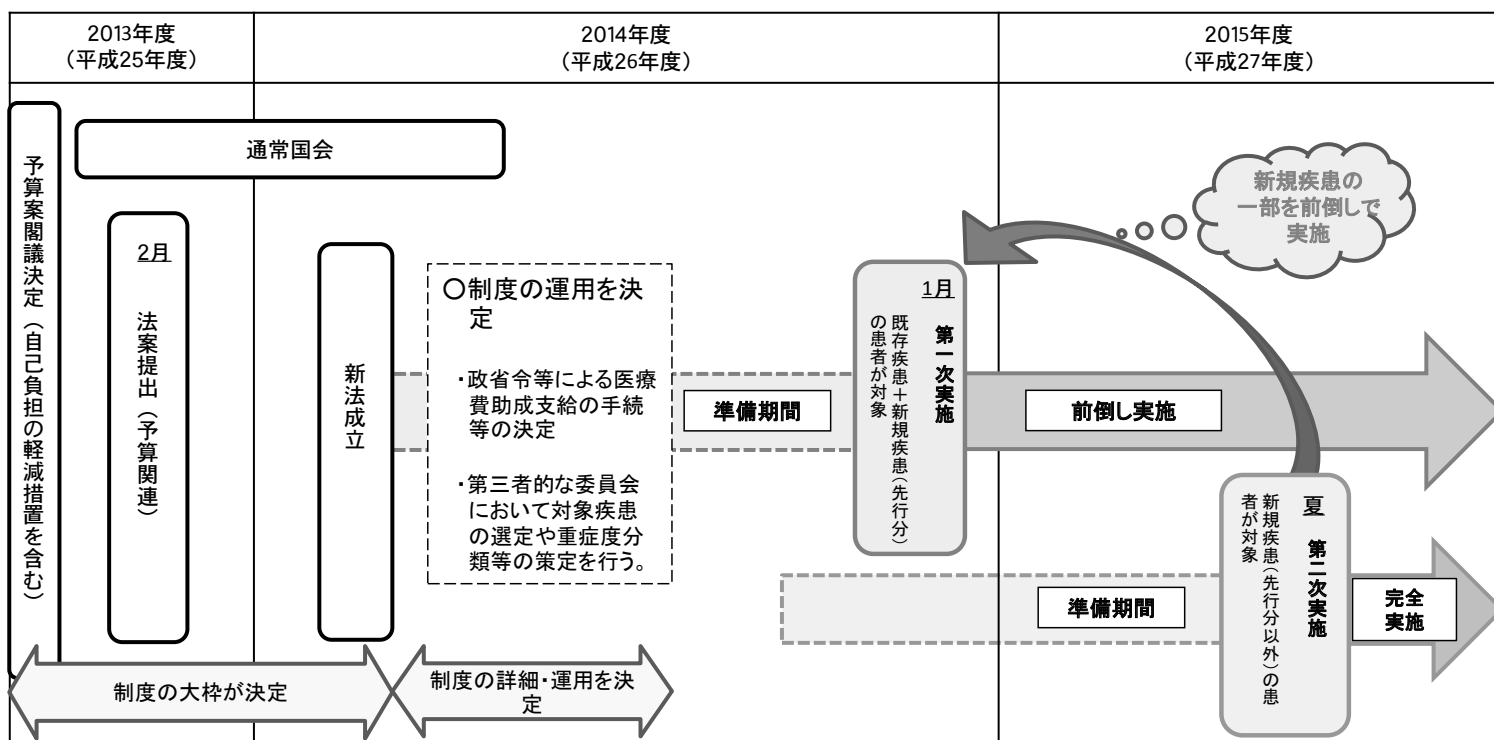 2013年度
（平成25年度）
2014年度
（平成26年度）
2015年度
（平成27年度）
予算案閣議決定（自己負担の軽減措置を含む）
通常国会
2月
法案提出（予算関連）
新法成立
○制度の運用を決
定
・政省令等による医療
費助成支給の手続
等の決定
・第三者的な委員会
において対象疾患
の選定や重症度分
類等の策定を行う。
準備期間
1月
第一次実施
既存疾患＋新規疾患（先行分）
の患者が対象
前倒し実施
新規疾患の
一部を前倒しで
実施
準備期間
夏
第二次実施
新規疾患（先行分以外）の患
者が対象
完全
実施
制度の大枠が決定
制度の詳細・運用を決
定